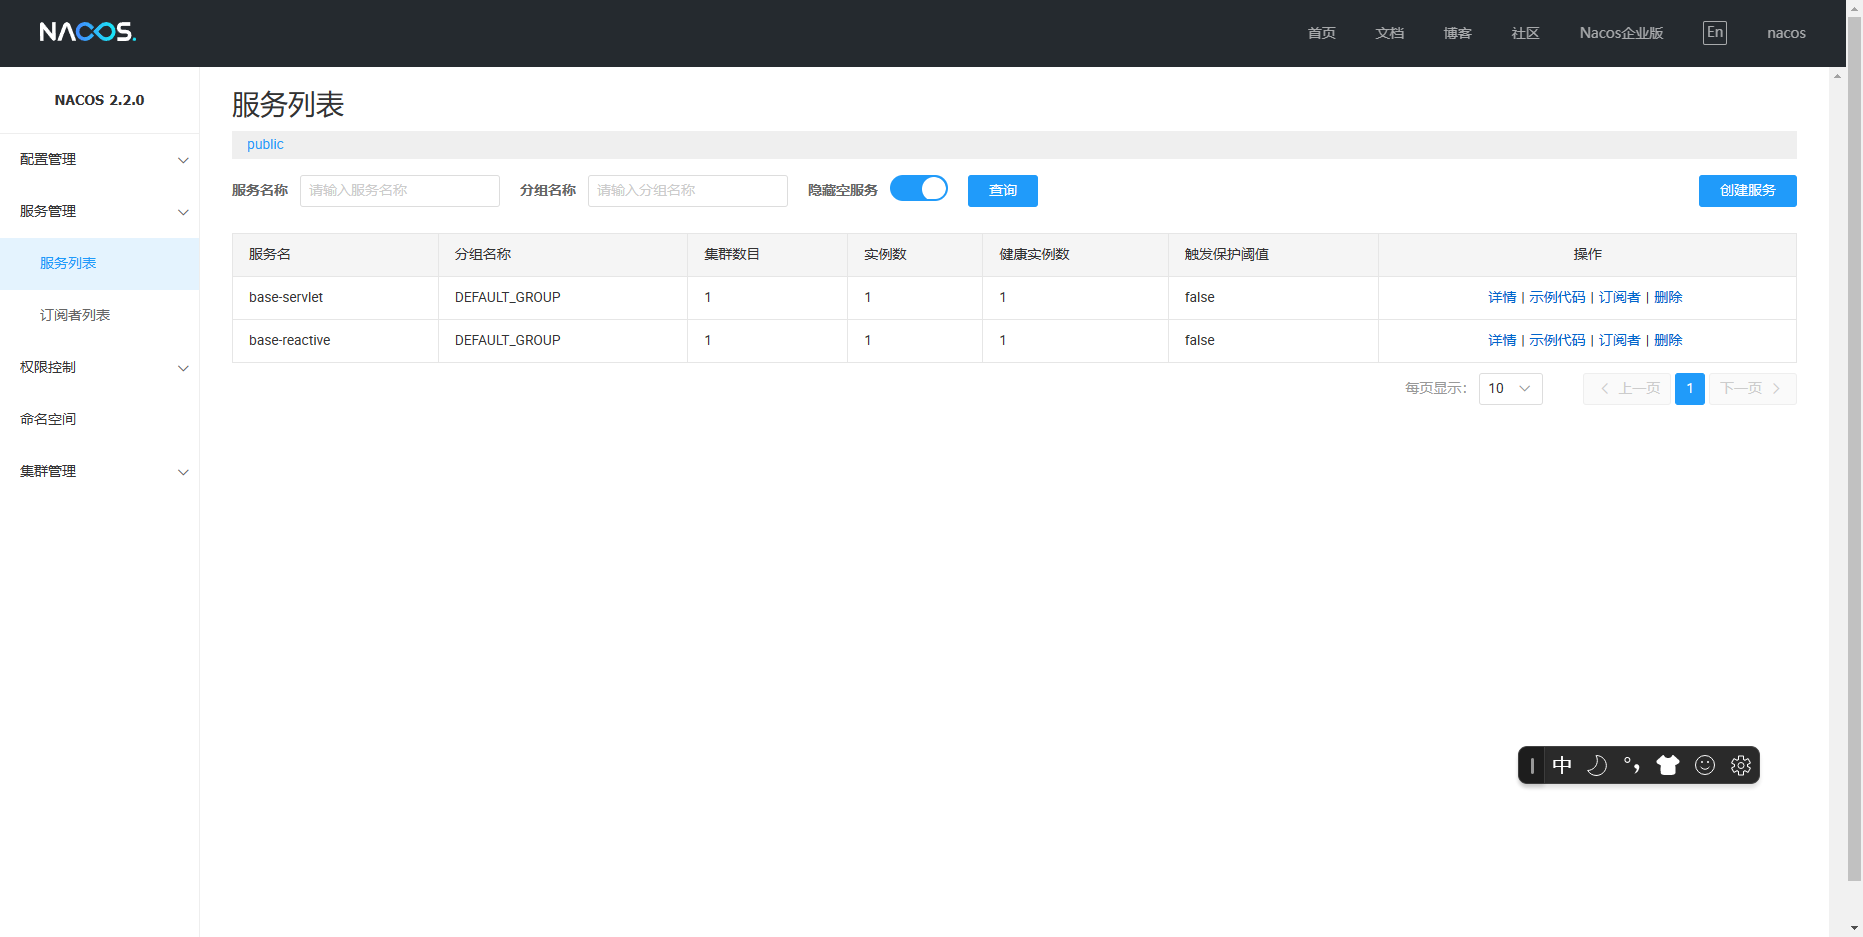 NACOS.
首页 文档 博客 社区 Nacos企业版 En nacos
NACOS 2.2.0
配置管理
服务管理
服务列表
订阅者列表
权限控制
命名空间
集群管理
服务列表
public
服务名称 请输入服务名称 分组名称 请输入分组名称 隐藏空服务 查询 创建服务
服务名 分组名称 集群数目 实例数 健康实例数 触发保护阈值 操作
base-servlet DEFAULT_GROUP 1 1 1 false 详情 | 示例代码 | 订阅者 | 删除
base-reactive DEFAULT_GROUP 1 1 1 false 详情 | 示例代码 | 订阅者 | 删除
每页显示: 10 上一页 1 下一页
中 °,